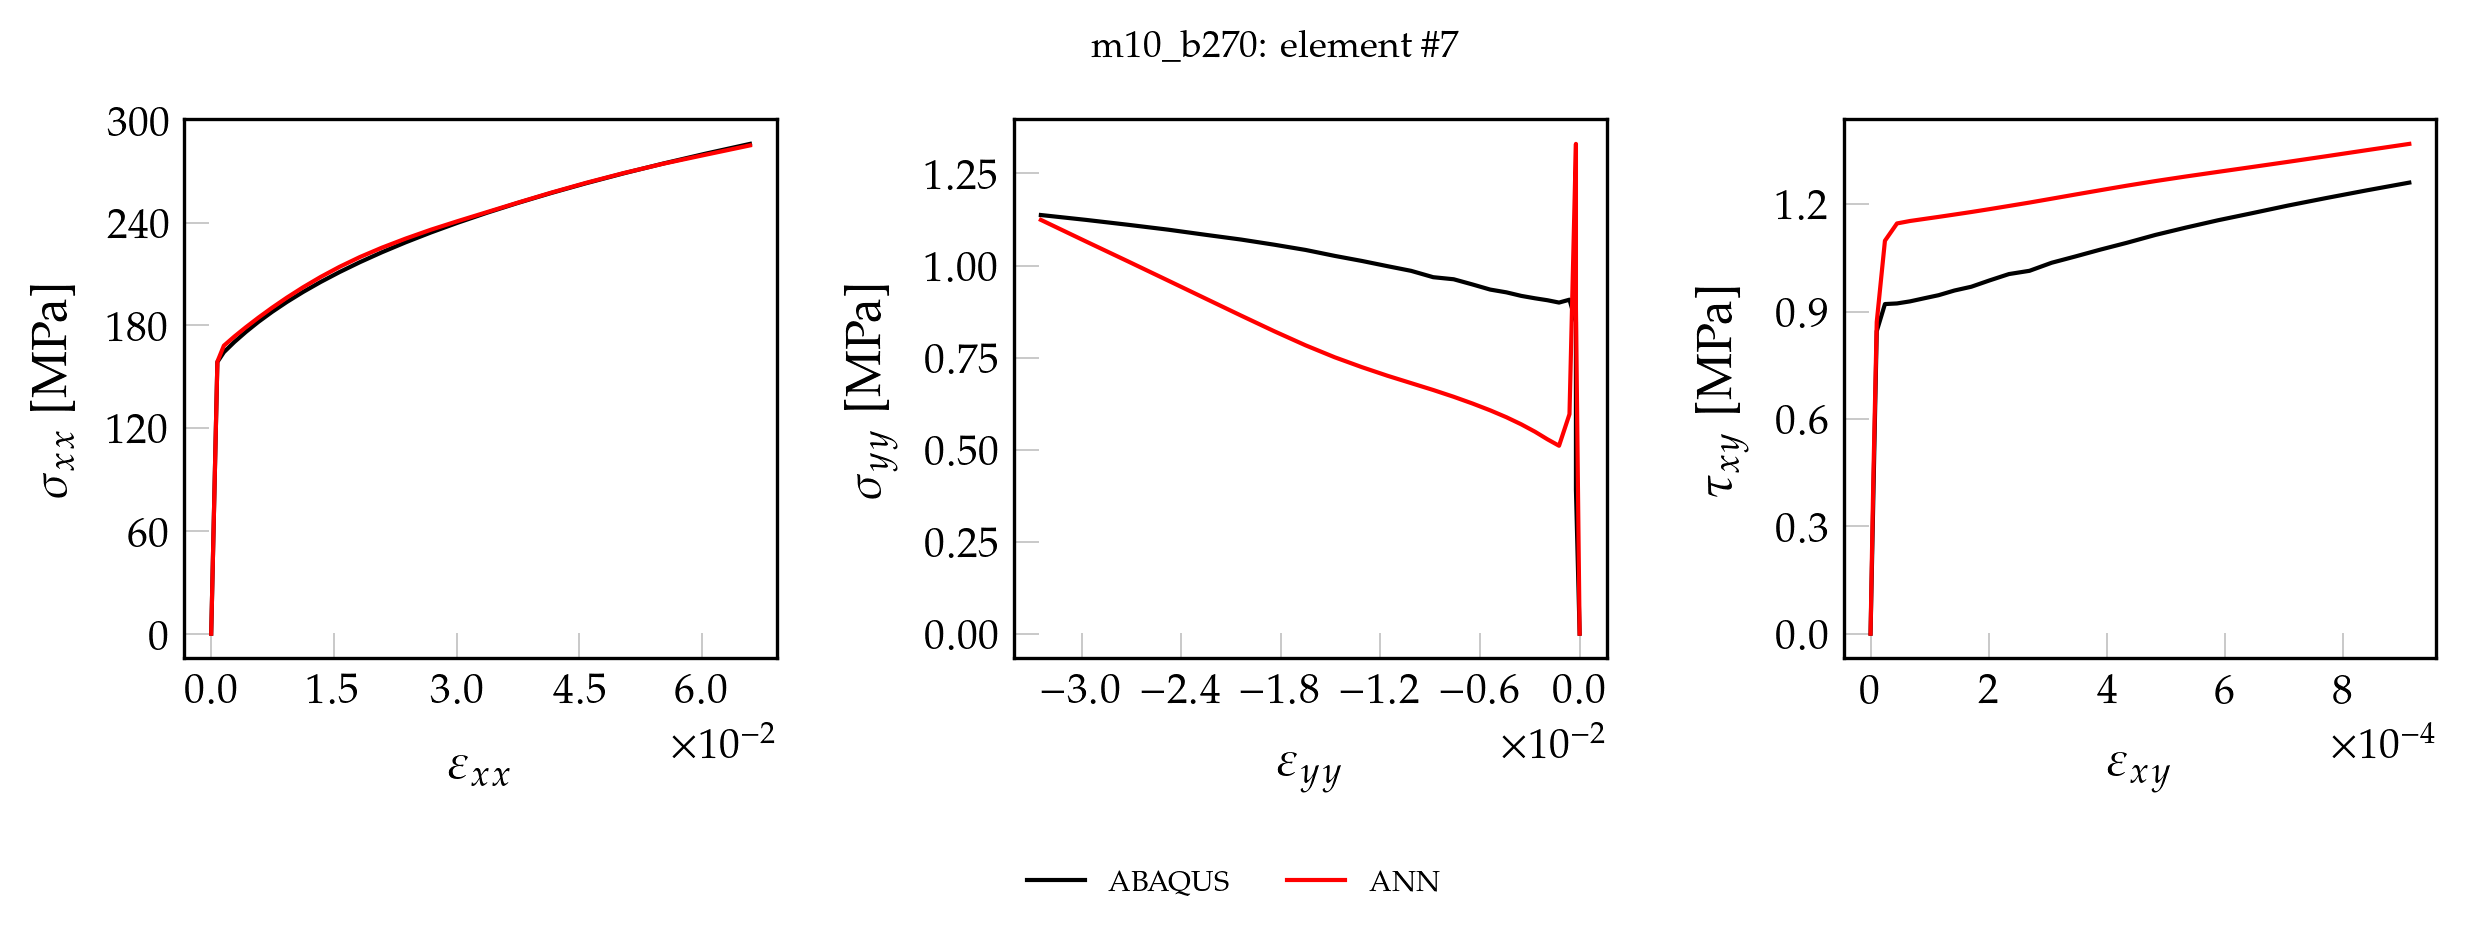 m10_b270: element #7
300
240
180
120
60
0
σxx [MPa]
0.0 1.5 3.0 4.5 6.0
×10−2
εxx
1.25
1.00
0.75
0.50
0.25
0.00
σyy [MPa]
−3.0 −2.4 −1.8 −1.2 −0.6 0.0
×10−2
εyy
1.2
0.9
0.6
0.3
0.0
τxy [MPa]
0 2 4 6 8
×10−4
εxy
ABAQUS ANN